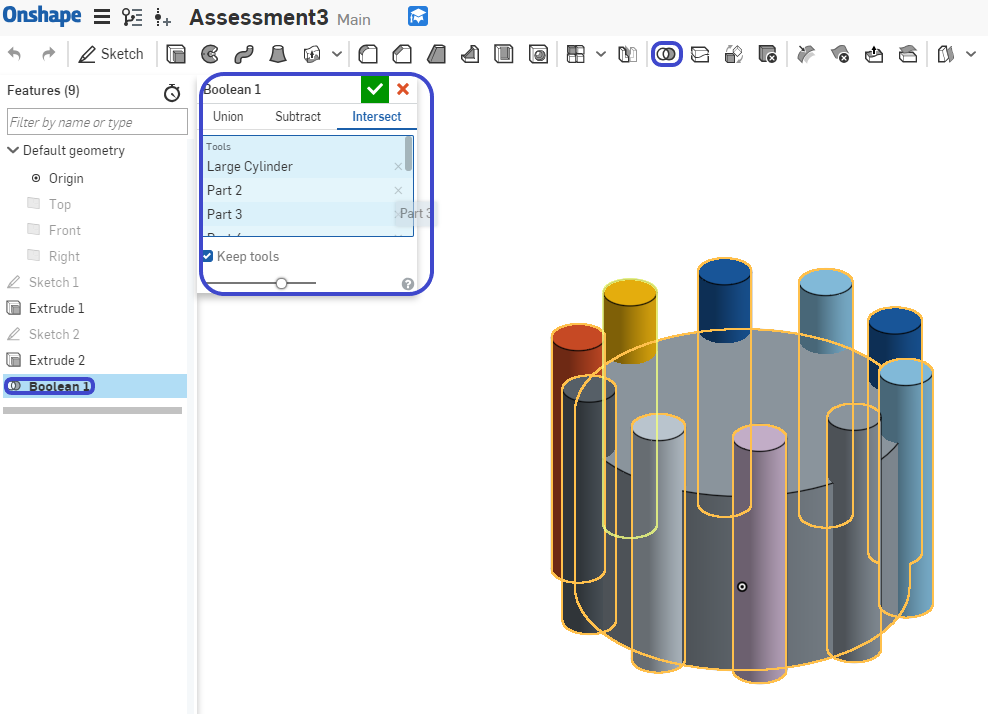 Onshape
Assessment3 Main
Sketch
Features (9)
Filter by name or type
Default geometry
Origin
Top
Front
Right
Sketch 1
Extrude 1
Sketch 2
Extrude 2
Boolean 1
Boolean 1
Union Subtract Intersect
Tools
Large Cylinder
Part 2
Part 3
Part 3
Keep tools
?